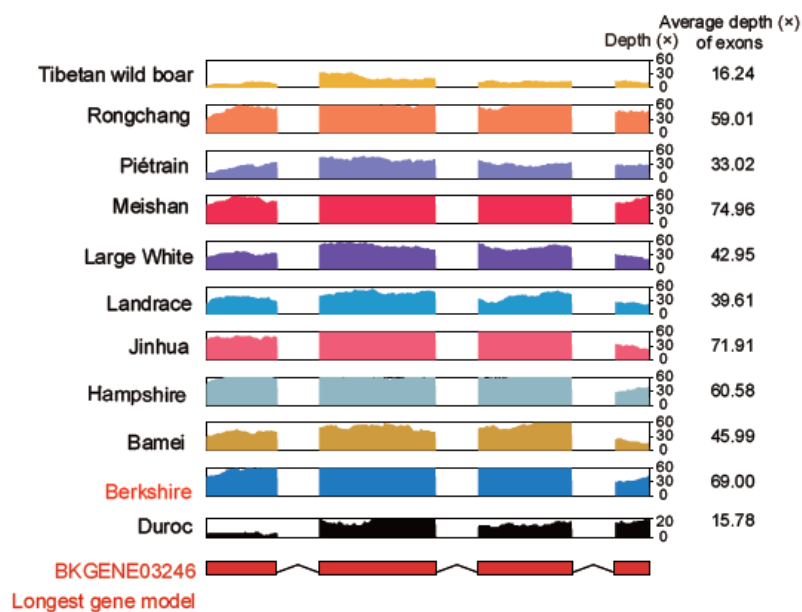 Depth (×)
Average depth (×)
of exons
Tibetan wild boar
60
30
0
16.24
Rongchang
60
30
0
59.01
Piétrain
60
30
0
33.02
Meishan
60
30
0
74.96
Large White
60
30
0
42.95
Landrace
60
30
0
39.61
Jinhua
60
30
0
71.91
Hampshire
60
30
0
60.58
Bamei
60
30
0
45.99
Berkshire
60
30
0
69.00
Duroc
20
0
15.78
BKGENE03246
Longest gene model